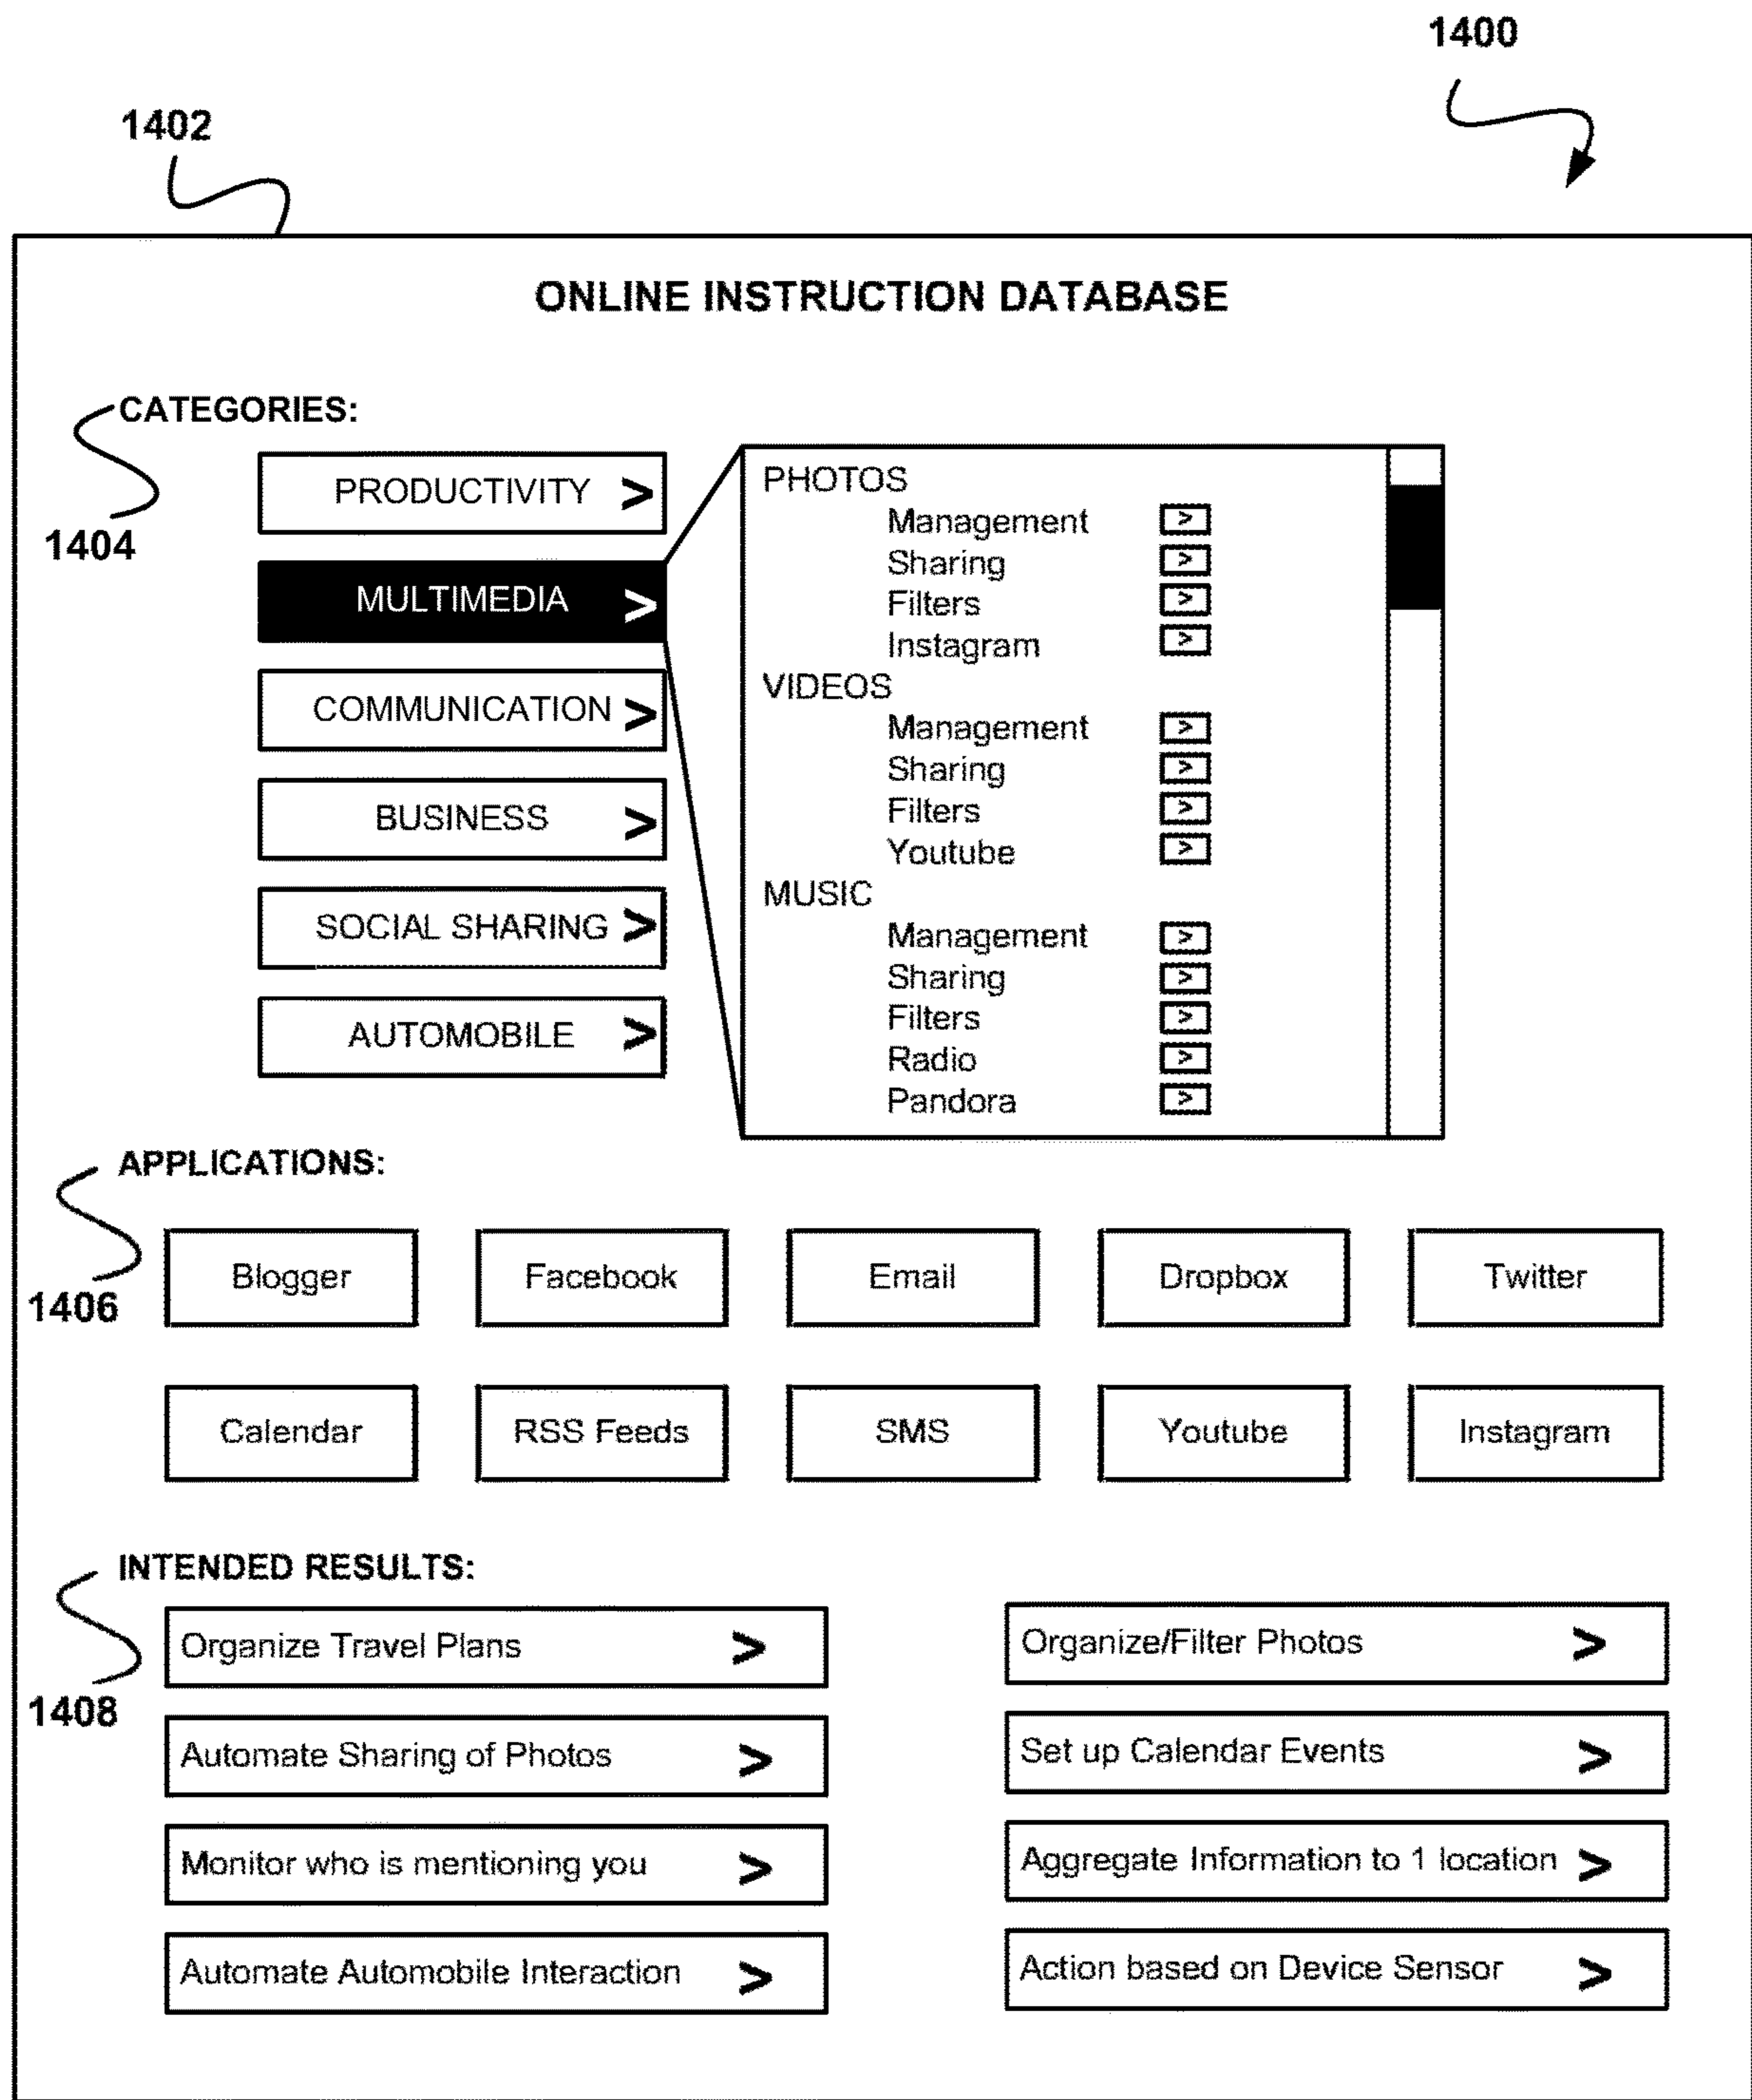 1400
1402
ONLINE INSTRUCTION DATABASE
CATEGORIES:
1404
PRODUCTIVITY >
MULTIMEDIA >
COMMUNICATION >
BUSINESS >
SOCIAL SHARING >
AUTOMOBILE >
PHOTOS
Management >
Sharing >
Filters >
Instagram >
VIDEOS
Management >
Sharing >
Filters >
Youtube >
MUSIC
Management >
Sharing >
Filters >
Radio >
Pandora >
APPLICATIONS:
1406
Blogger Facebook Email Dropbox Twitter
Calendar RSS Feeds SMS Youtube Instagram
INTENDED RESULTS:
1408
Organize Travel Plans > Organize/Filter Photos >
Automate Sharing of Photos > Set up Calendar Events >
Monitor who is mentioning you > Aggregate Information to 1 location >
Automate Automobile Interaction > Action based on Device Sensor >